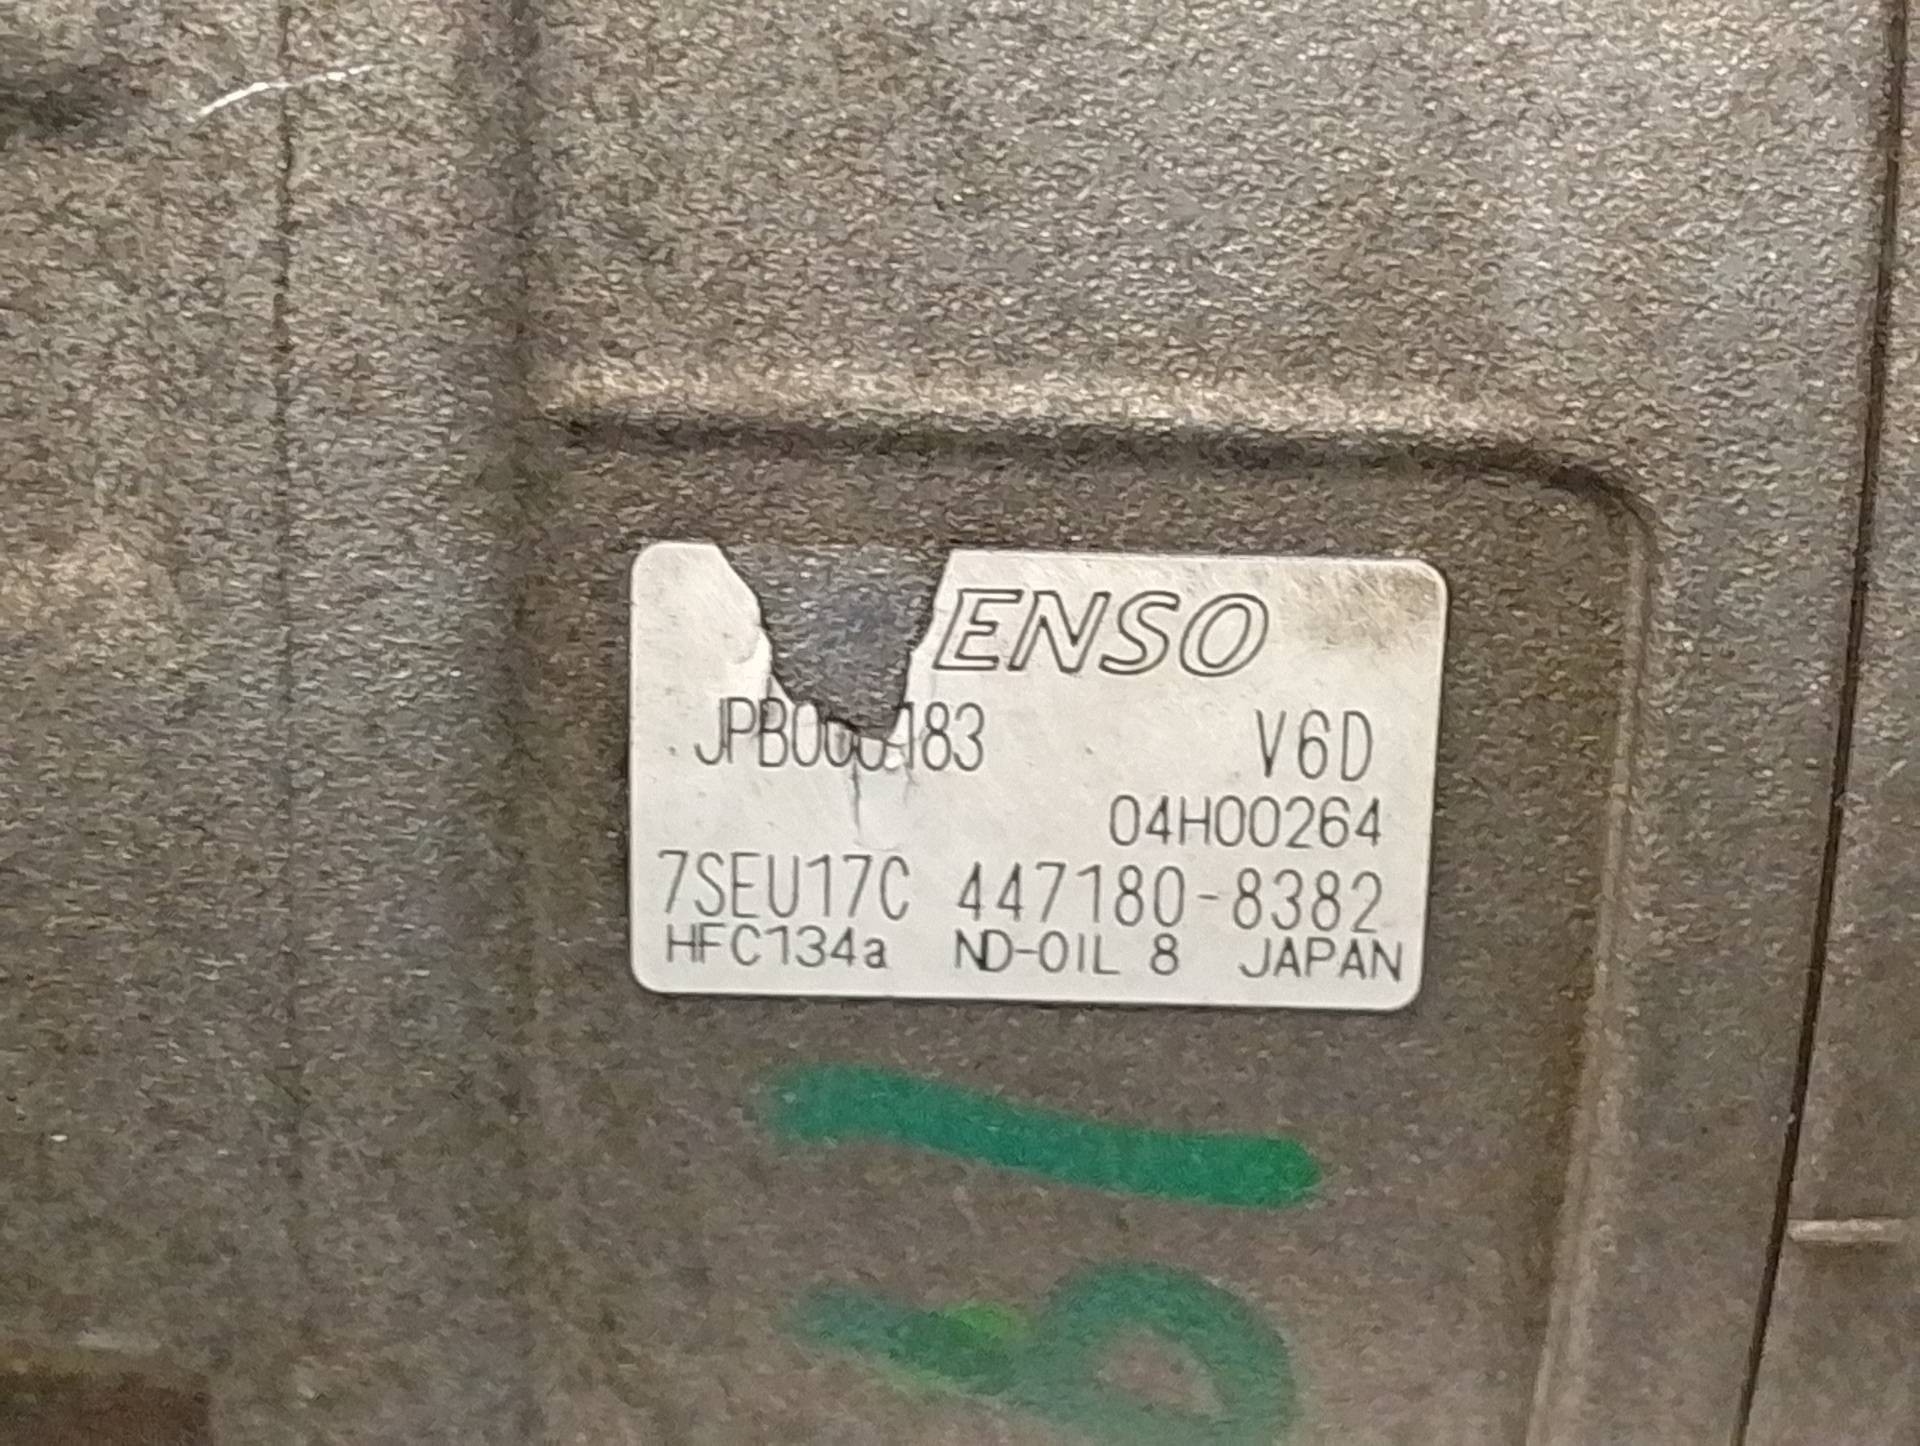 ENSO
V6D
04H00264
7SEU17C 447180-8382
HFC134a ND-OIL 8 JAPAN